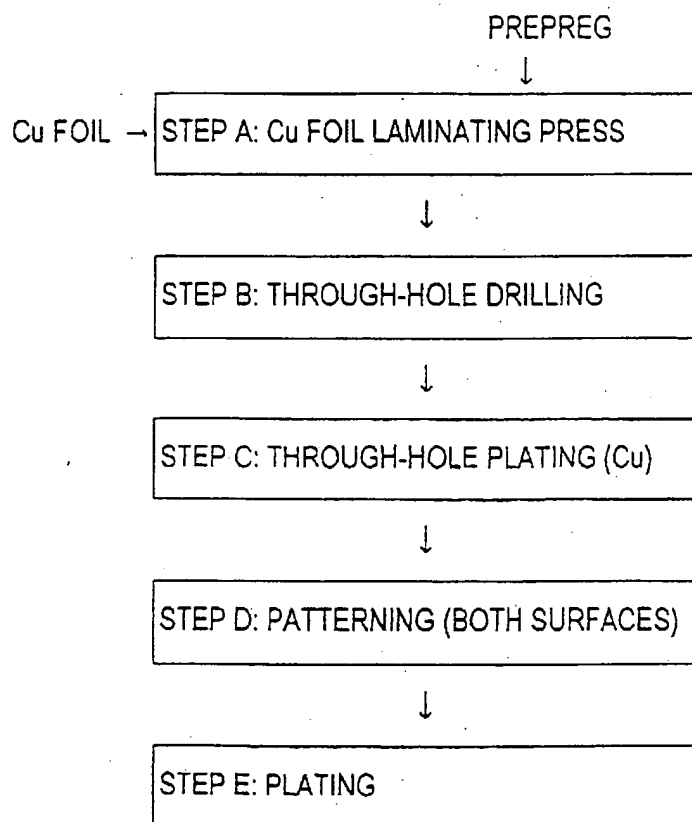 PREPREG
↓
Cu FOIL → STEP A: Cu FOIL LAMINATING PRESS
↓
STEP B: THROUGH-HOLE DRILLING
↓
STEP C: THROUGH-HOLE PLATING (Cu)
↓
STEP D: PATTERNING (BOTH SURFACES)
↓
STEP E: PLATING